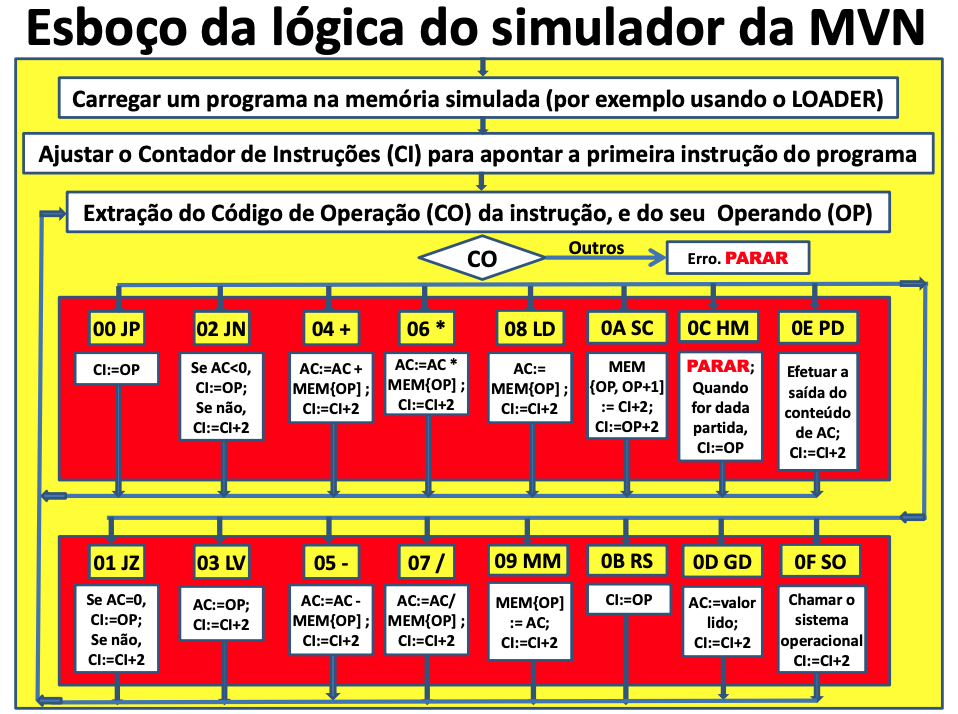 Esboço da lógica do simulador da MVN
Carregar um programa na memória simulada (por exemplo usando o LOADER)
Ajustar o Contador de Instruções (CI) para apontar a primeira instrução do programa
Extração do Código de Operação (CO) da instrução, e do seu Operando (OP)
CO
Outros
Erro. PARAR
00 JP
CI:=OP
02 JN
Se AC<0,
CI:=OP;
Se não,
CI:=CI+2
04 +
AC:=AC +
MEM{OP] ;
CI:=CI+2
06 *
AC:=AC *
MEM{OP] ;
CI:=CI+2
08 LD
AC:=
MEM{OP] ;
CI:=CI+2
0A SC
MEM
{OP, OP+1]
:= CI+2;
CI:=OP+2
0C HM
PARAR;
Quando
for dada
partida,
CI:=OP
0E PD
Efetuar a
saída do
conteúdo
de AC;
CI:=CI+2
01 JZ
Se AC=0,
CI:=OP;
Se não,
CI:=CI+2
03 LV
AC:=OP;
CI:=CI+2
05 -
AC:=AC -
MEM{OP] ;
CI:=CI+2
07 /
AC:=AC/
MEM{OP] ;
CI:=CI+2
09 MM
MEM{OP]
:= AC;
CI:=CI+2
0B RS
CI:=OP
0D GD
AC:=valor
lido;
CI:=CI+2
0F SO
Chamar o
sistema
operacional
CI:=CI+2